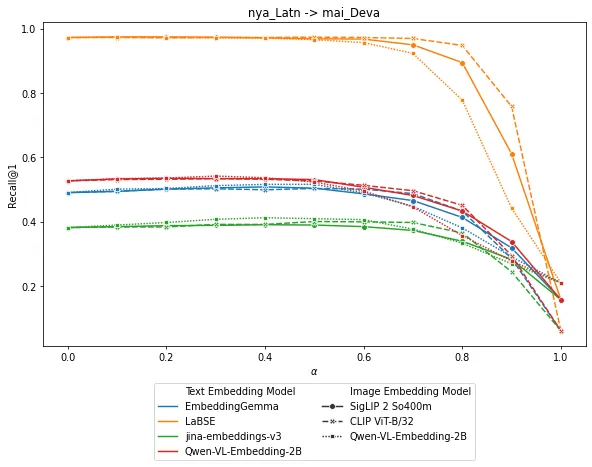 nya_Latn -> mai_Deva
Recall@1
1.0
0.8
0.6
0.4
0.2
0.0 0.2 0.4 0.6 0.8 1.0
α
Text Embedding Model Image Embedding Model
EmbeddingGemma SigLIP 2 So400m
LaBSE CLIP ViT-B/32
jina-embeddings-v3 Qwen-VL-Embedding-2B
Qwen-VL-Embedding-2B